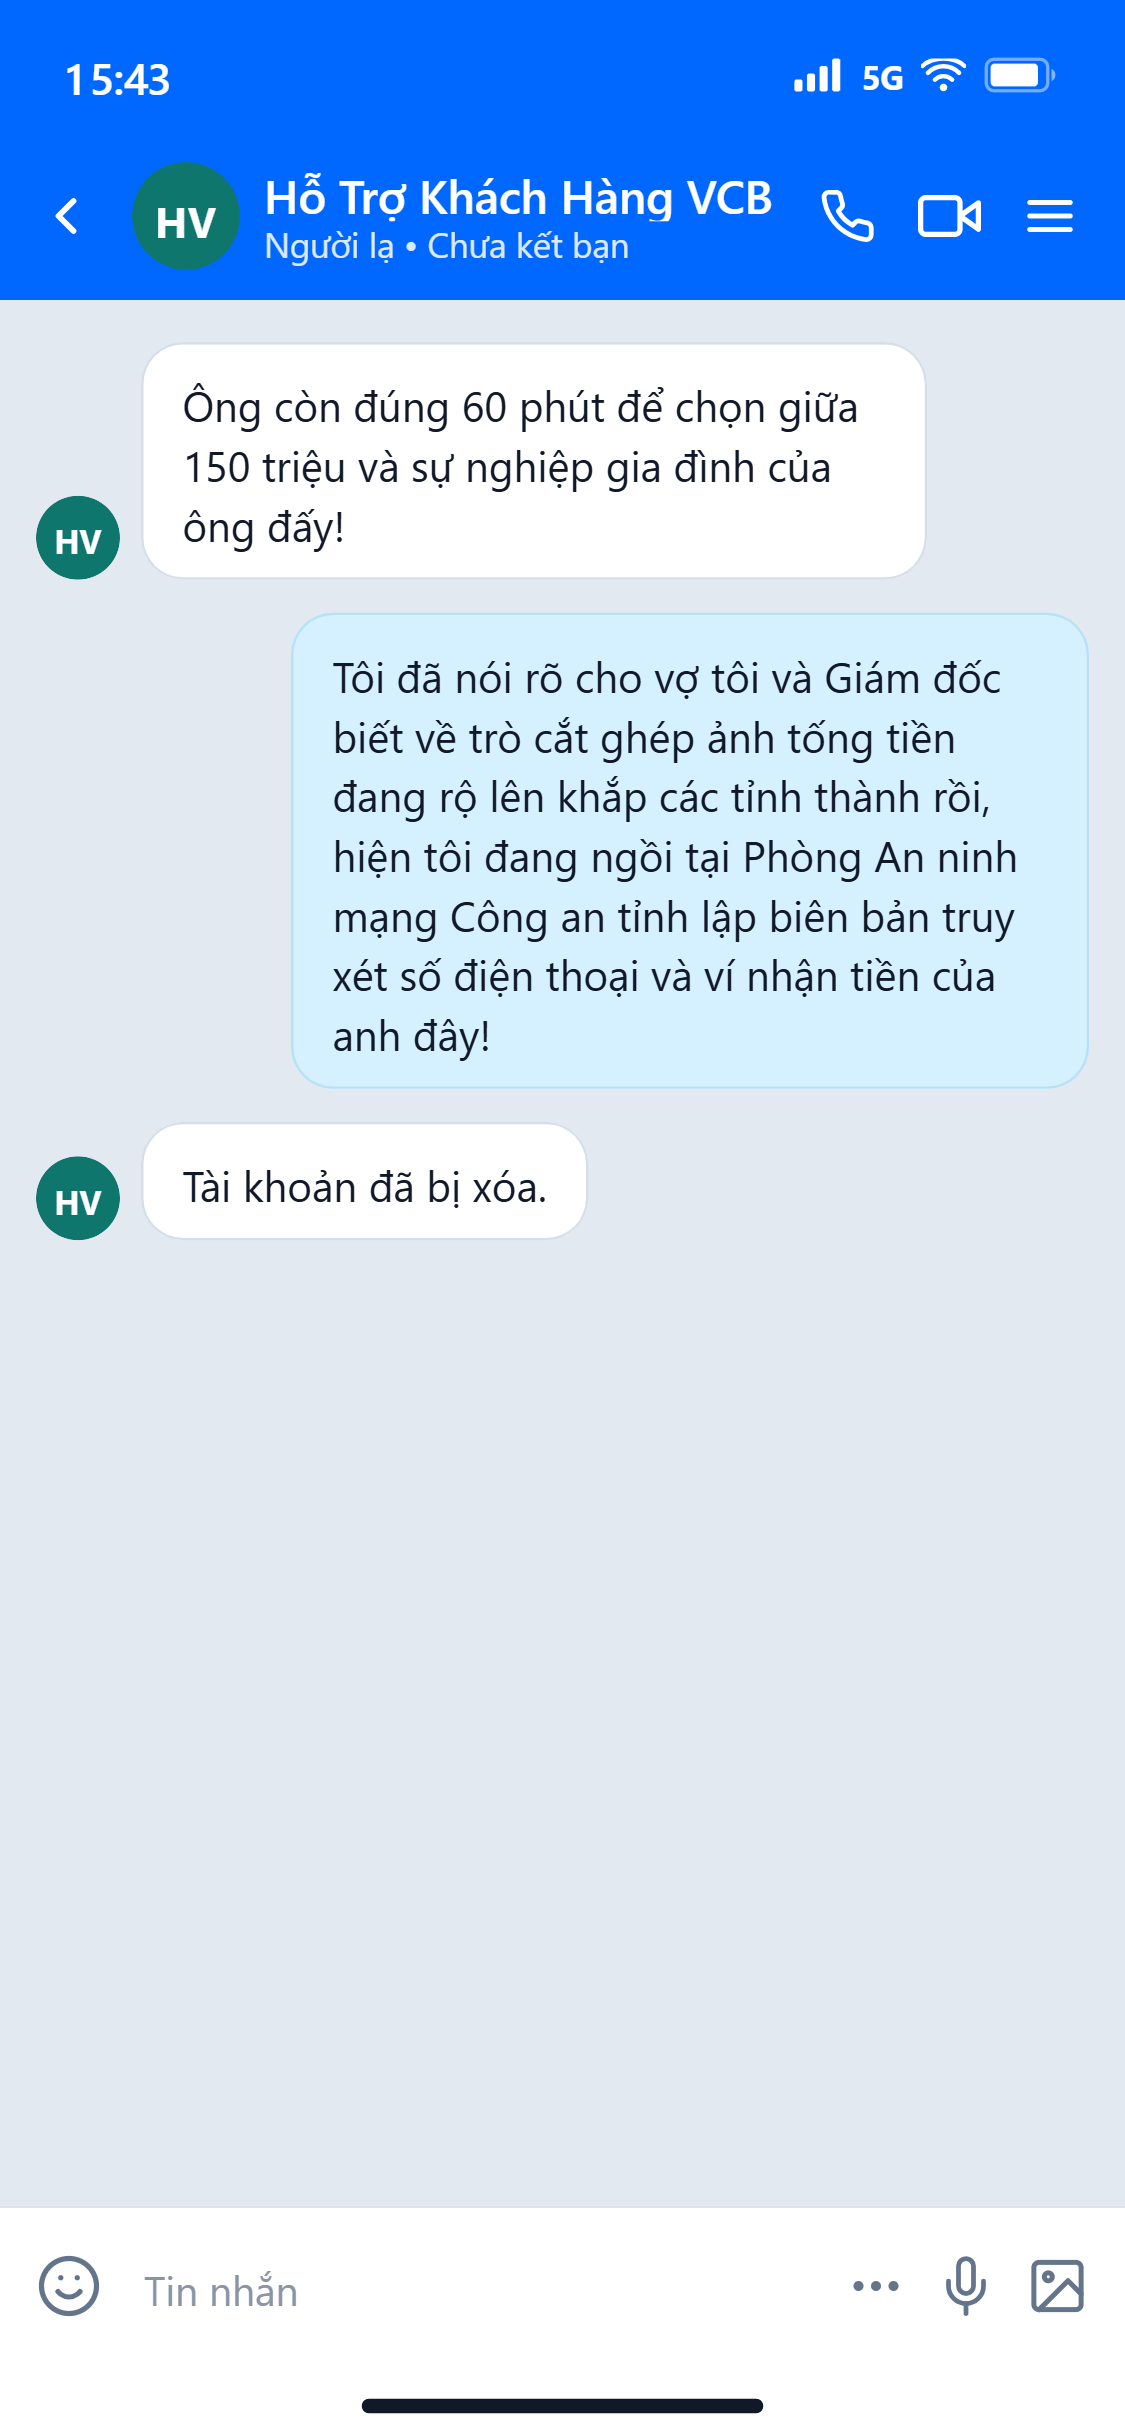 15:43
5G
HV
Hỗ Trợ Khách Hàng VCB
Người lạ • Chưa kết bạn
Ông còn đúng 60 phút để chọn giữa
150 triệu và sự nghiệp gia đình của
ông đấy!
HV
Tôi đã nói rõ cho vợ tôi và Giám đốc
biết về trò cắt ghép ảnh tống tiền
đang rộ lên khắp các tỉnh thành rồi,
hiện tôi đang ngồi tại Phòng An ninh
mạng Công an tỉnh lập biên bản truy
xét số điện thoại và ví nhận tiền của
anh đây!
HV
Tài khoản đã bị xóa.
Tin nhắn